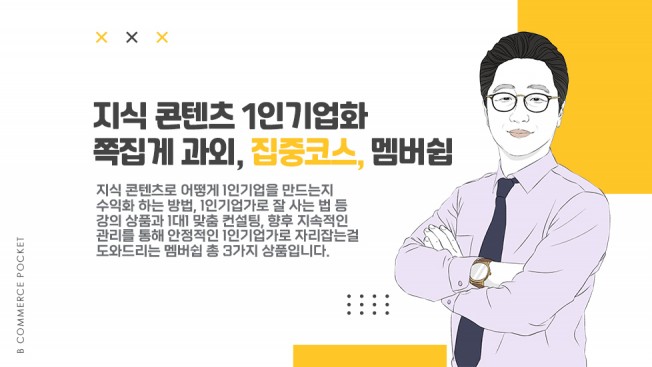 지식 콘텐츠 1인기업화
쪽집게 과외, 집중코스, 멤버쉽
지식 콘텐츠로 어떻게 1인기업을 만드는지
수익화 하는 방법, 1인기업가로 잘 사는 법 등
강의 상품과 1대1 맞춤 컨설팅, 향후 지속적인
관리를 통해 안정적인 1인기업가로 자리잡는걸
도와드리는 멤버쉽 총 3가지 상품입니다.
B COMMERCE POCKET